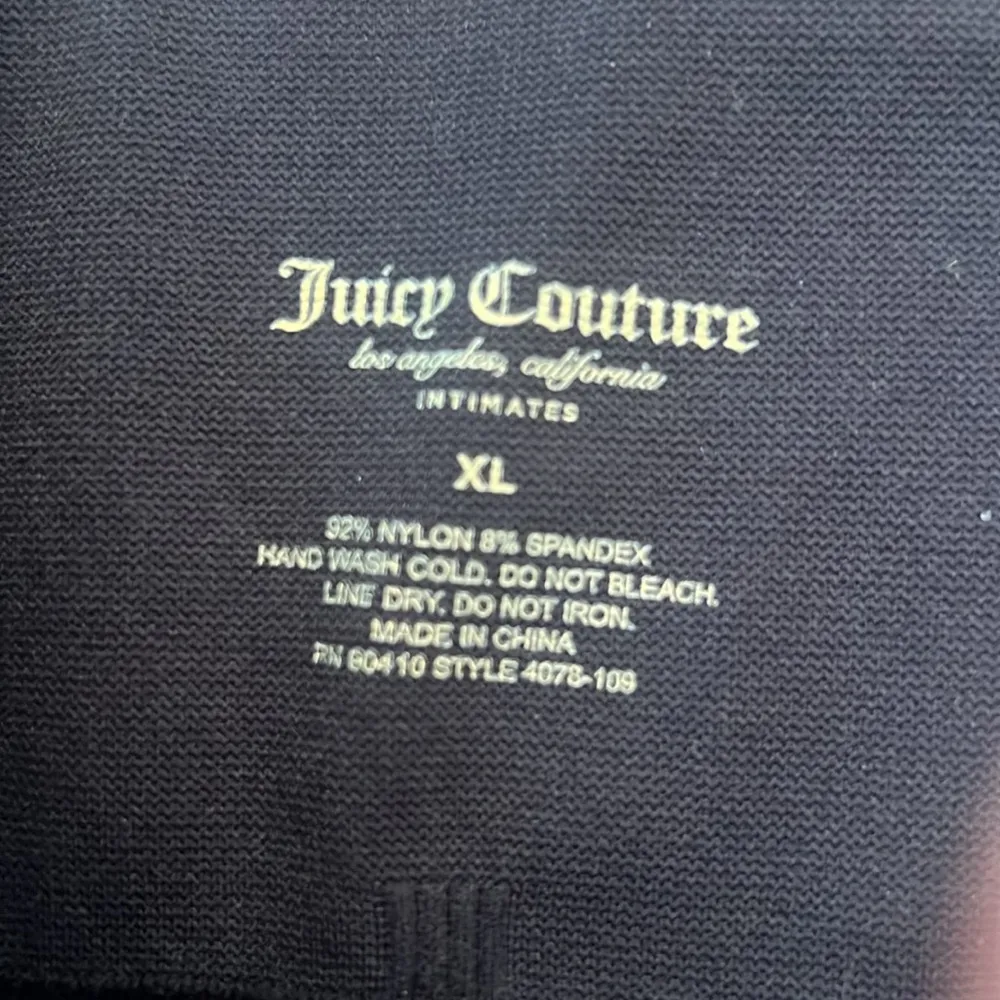 Juicy Couture
los angeles, california
INTIMATES
XL
92% NYLON 8% SPANDEX
HAND WASH COLD. DO NOT BLEACH.
LINE DRY. DO NOT IRON.
MADE IN CHINA
RN 90410 STYLE 4078-109